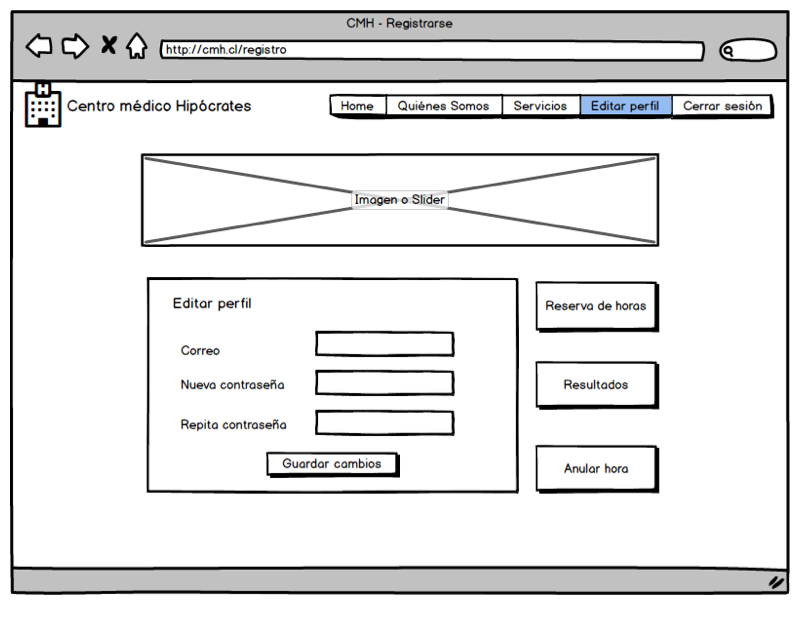 CMH - Registrarse
http://cmh.cl/registro
H
Centro médico Hipócrates
Home
Quiénes Somos
Servicios
Editar perfil
Cerrar sesión
Imagen o Slider
Editar perfil
Correo
Nueva contraseña
Repita contraseña
Guardar cambios
Reserva de horas
Resultados
Anular hora